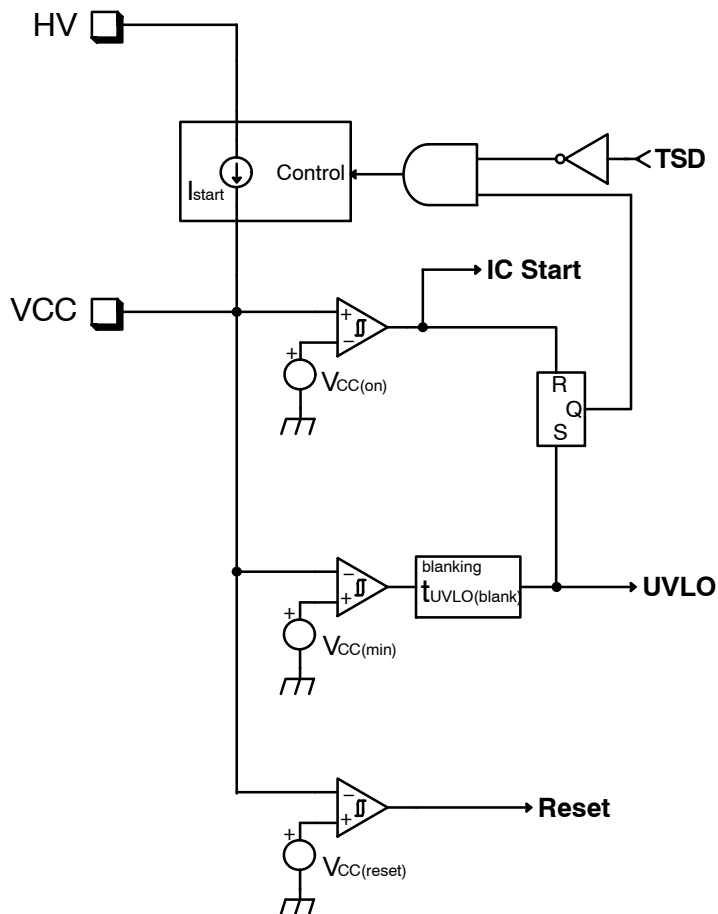 HV
TSD
Control
Istart
IC Start
VCC
+
−
+
VCC(on)
R
Q
S
blanking
tUVLO(blank)
UVLO
−
+
+
VCC(min)
−
+
+
VCC(reset)
Reset